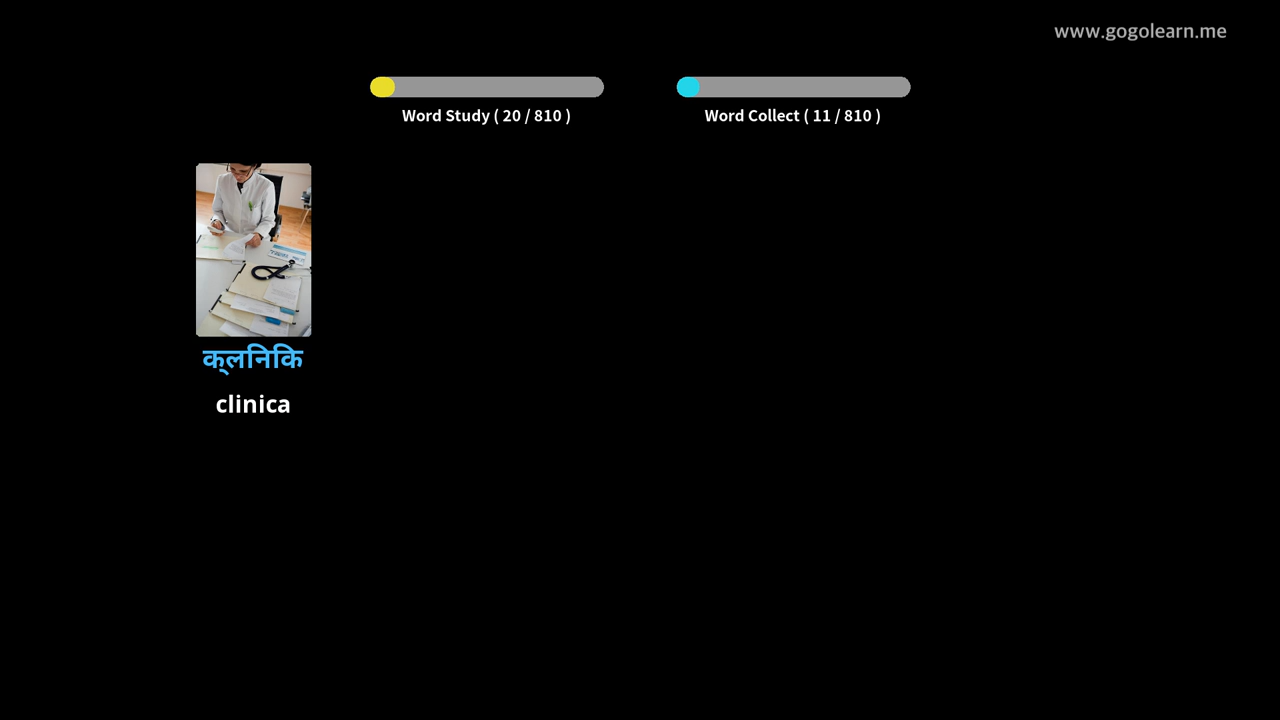 www.gogolearn.me
Word Study ( 20 / 810 )
Word Collect ( 11 / 810 )
क्लनिकि
clinica